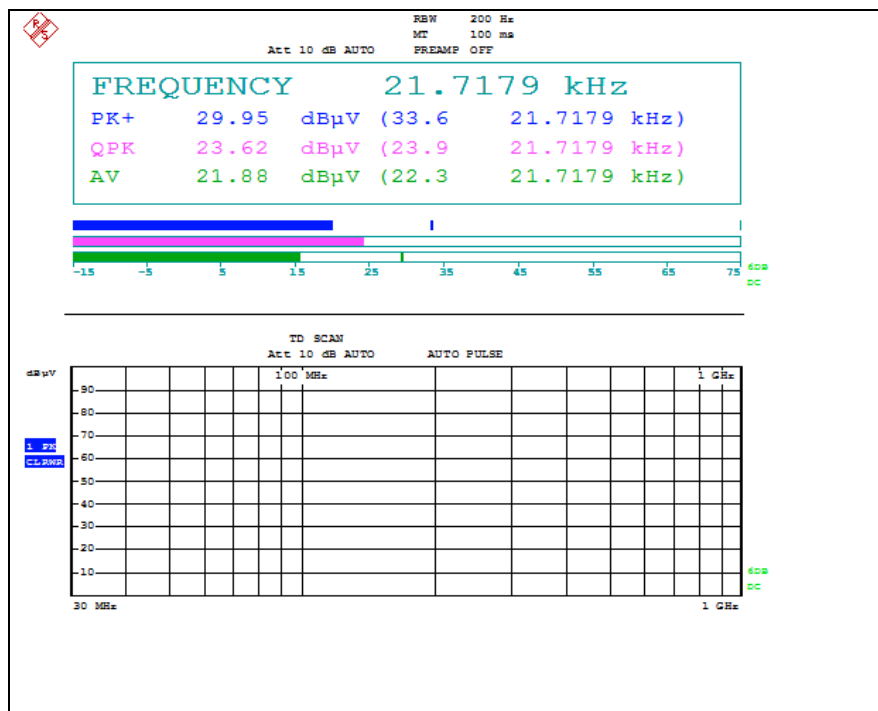 R S
RBW 200 Hz
MT 100 ms
Att 10 dB AUTO PREAMP OFF
FREQUENCY 21.7179 kHz
PK+ 29.95 dBµV (33.6 21.7179 kHz)
QPK 23.62 dBµV (23.9 21.7179 kHz)
AV 21.88 dBµV (22.3 21.7179 kHz)
-15 -5 5 15 25 35 45 55 65 75
6DB
DC
TD SCAN
Att 10 dB AUTO AUTO PULSE
dBµV
100 MHz 1 GHz
90
80
70
1 PK
CLRWR
60
50
40
30
20
10
6DB
DC
30 MHz 1 GHz